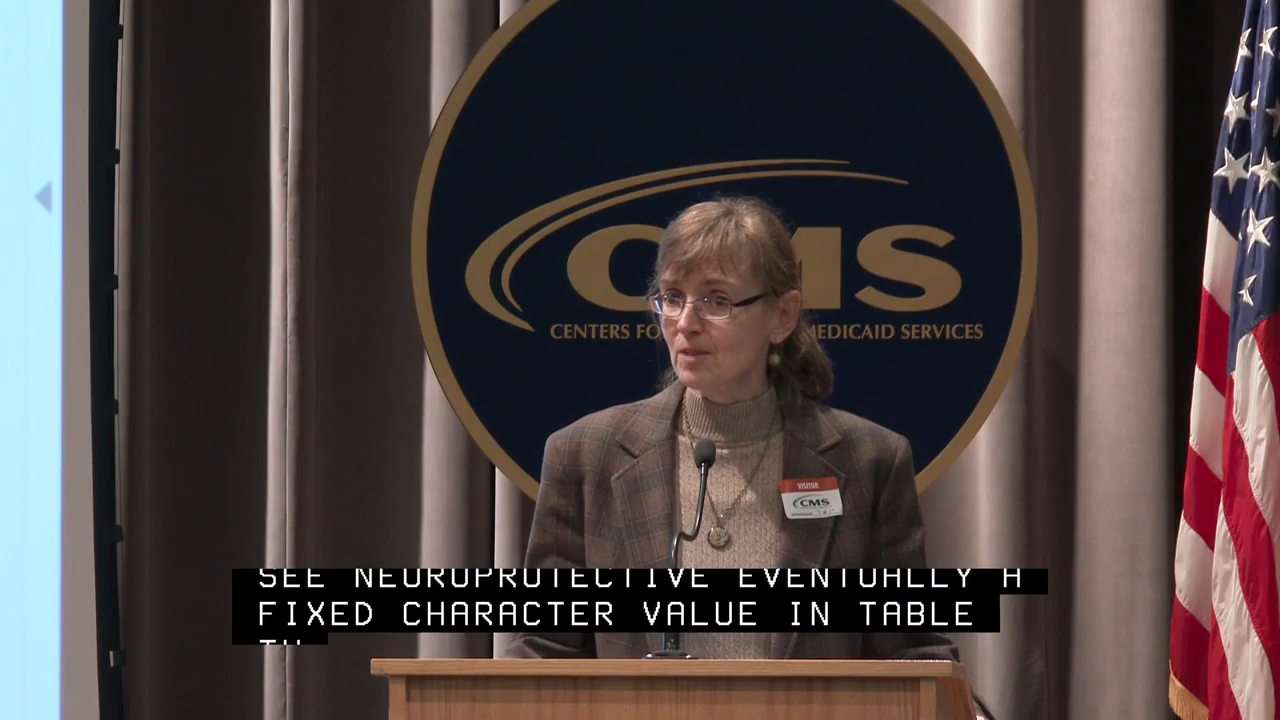 CMS
CENTERS FO MEDICAID SERVICES
VISITOR
CMS
SEE NEUROPROTECTIVE EVENTUALLY A
FIXED CHARACTER VALUE IN TABLE